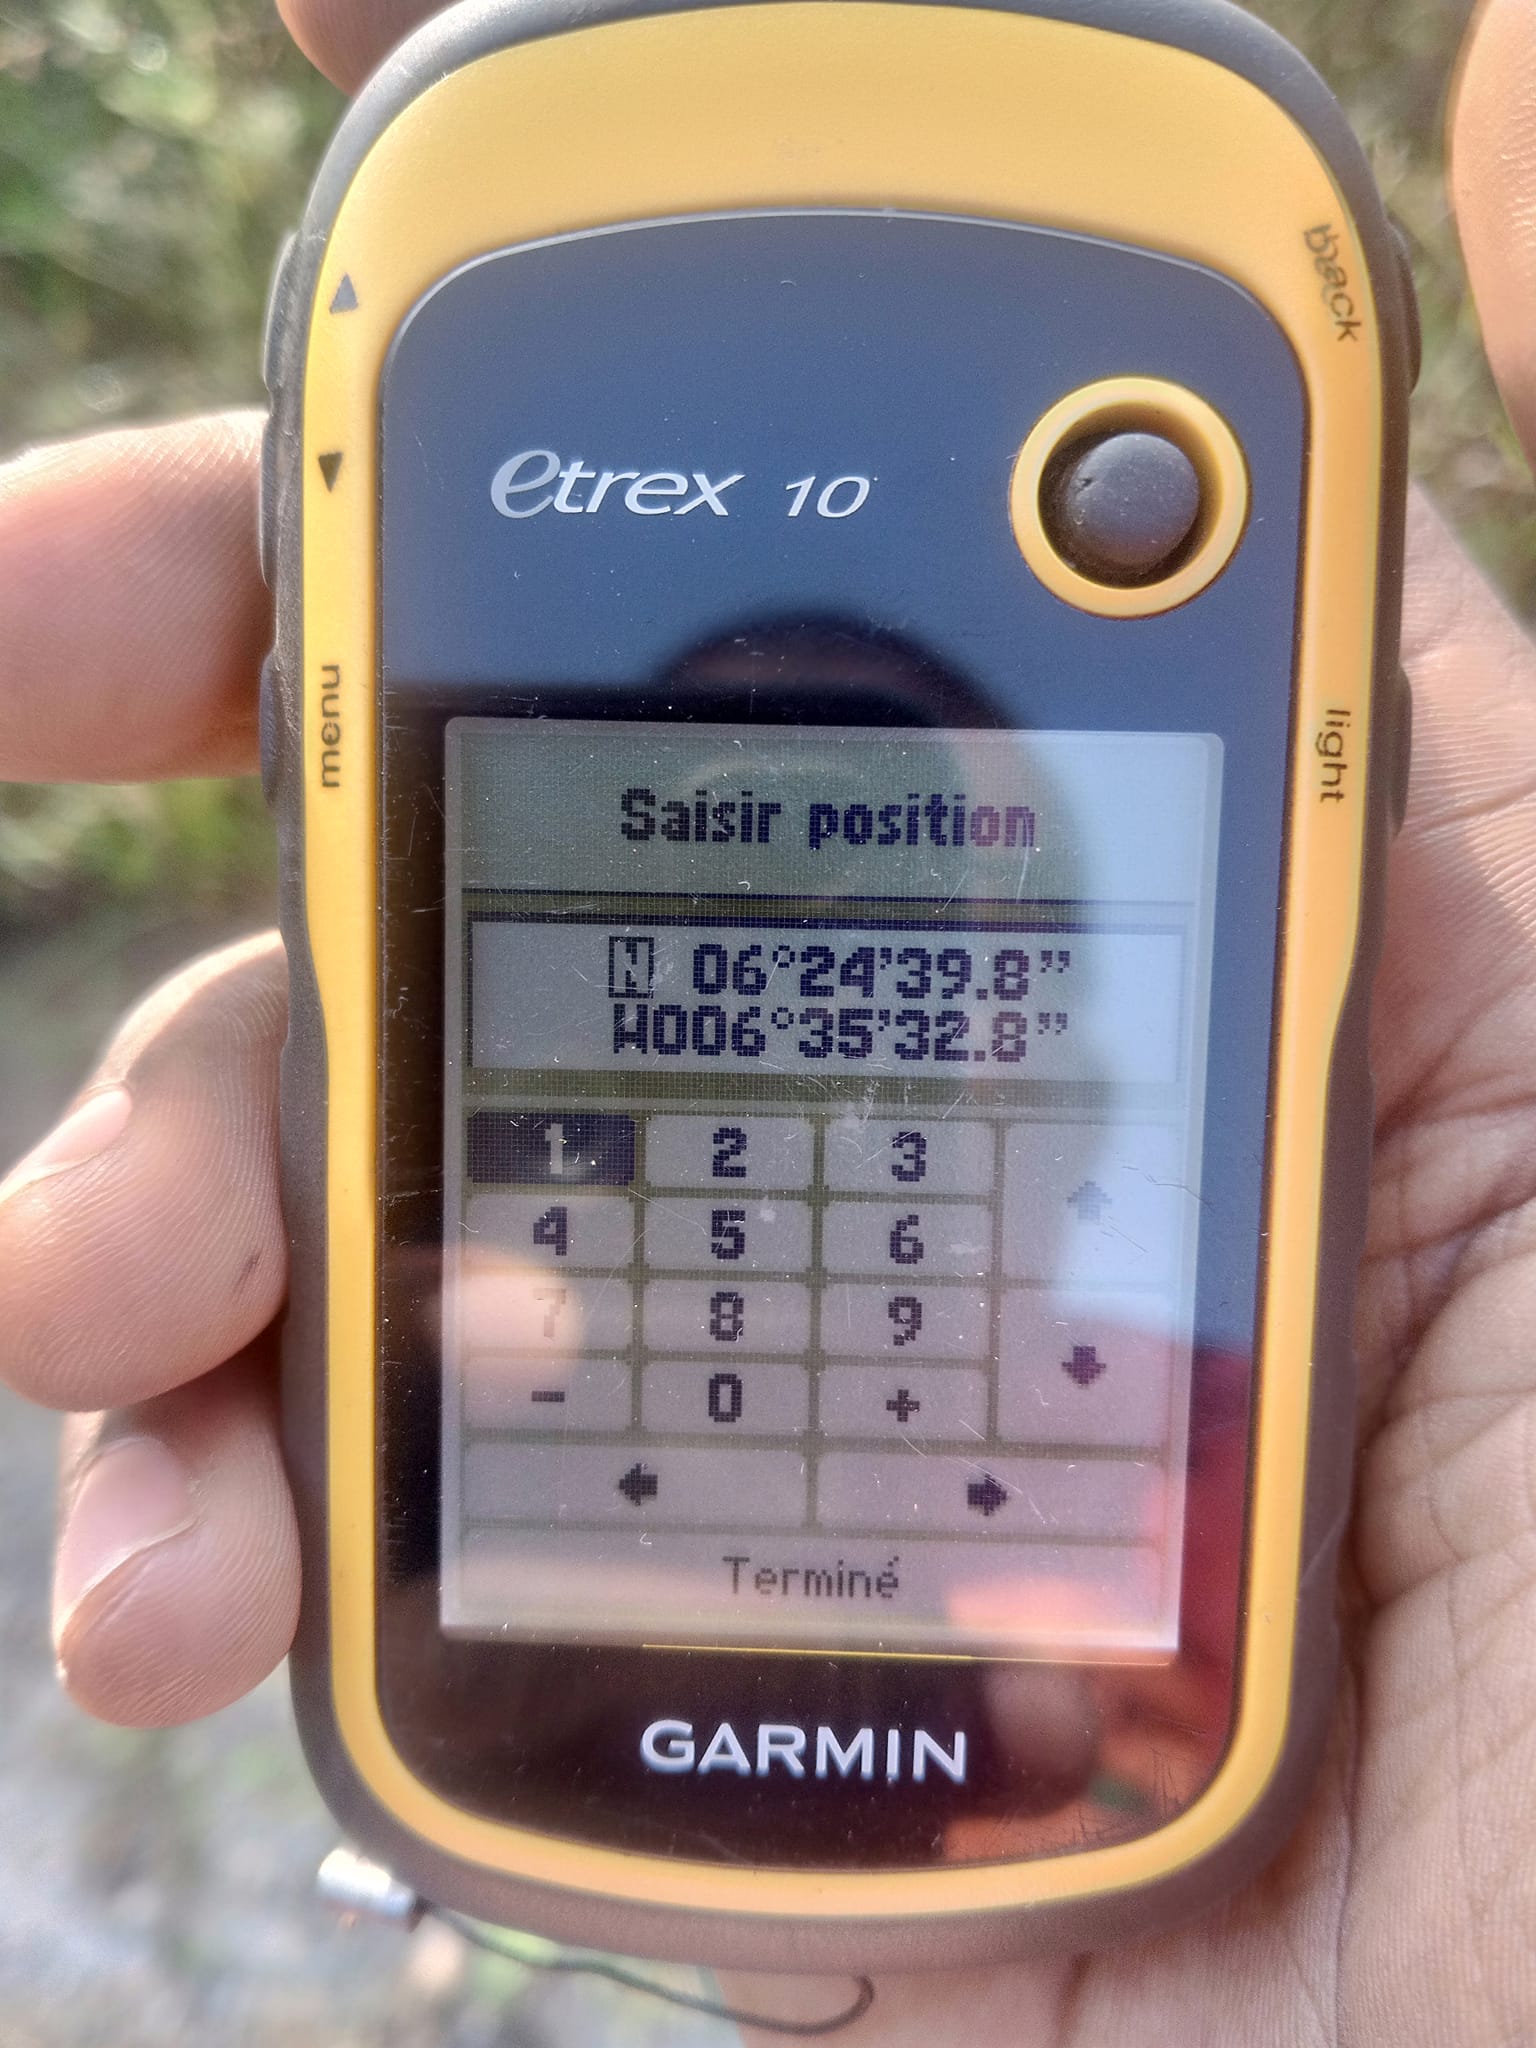 back
etrex 10
menu
light
Saisir position
N 06°24'39.8”
W006°35'32.8”
1 2 3
4 5 6
7 8 9
- 0 +
Terminé
GARMIN